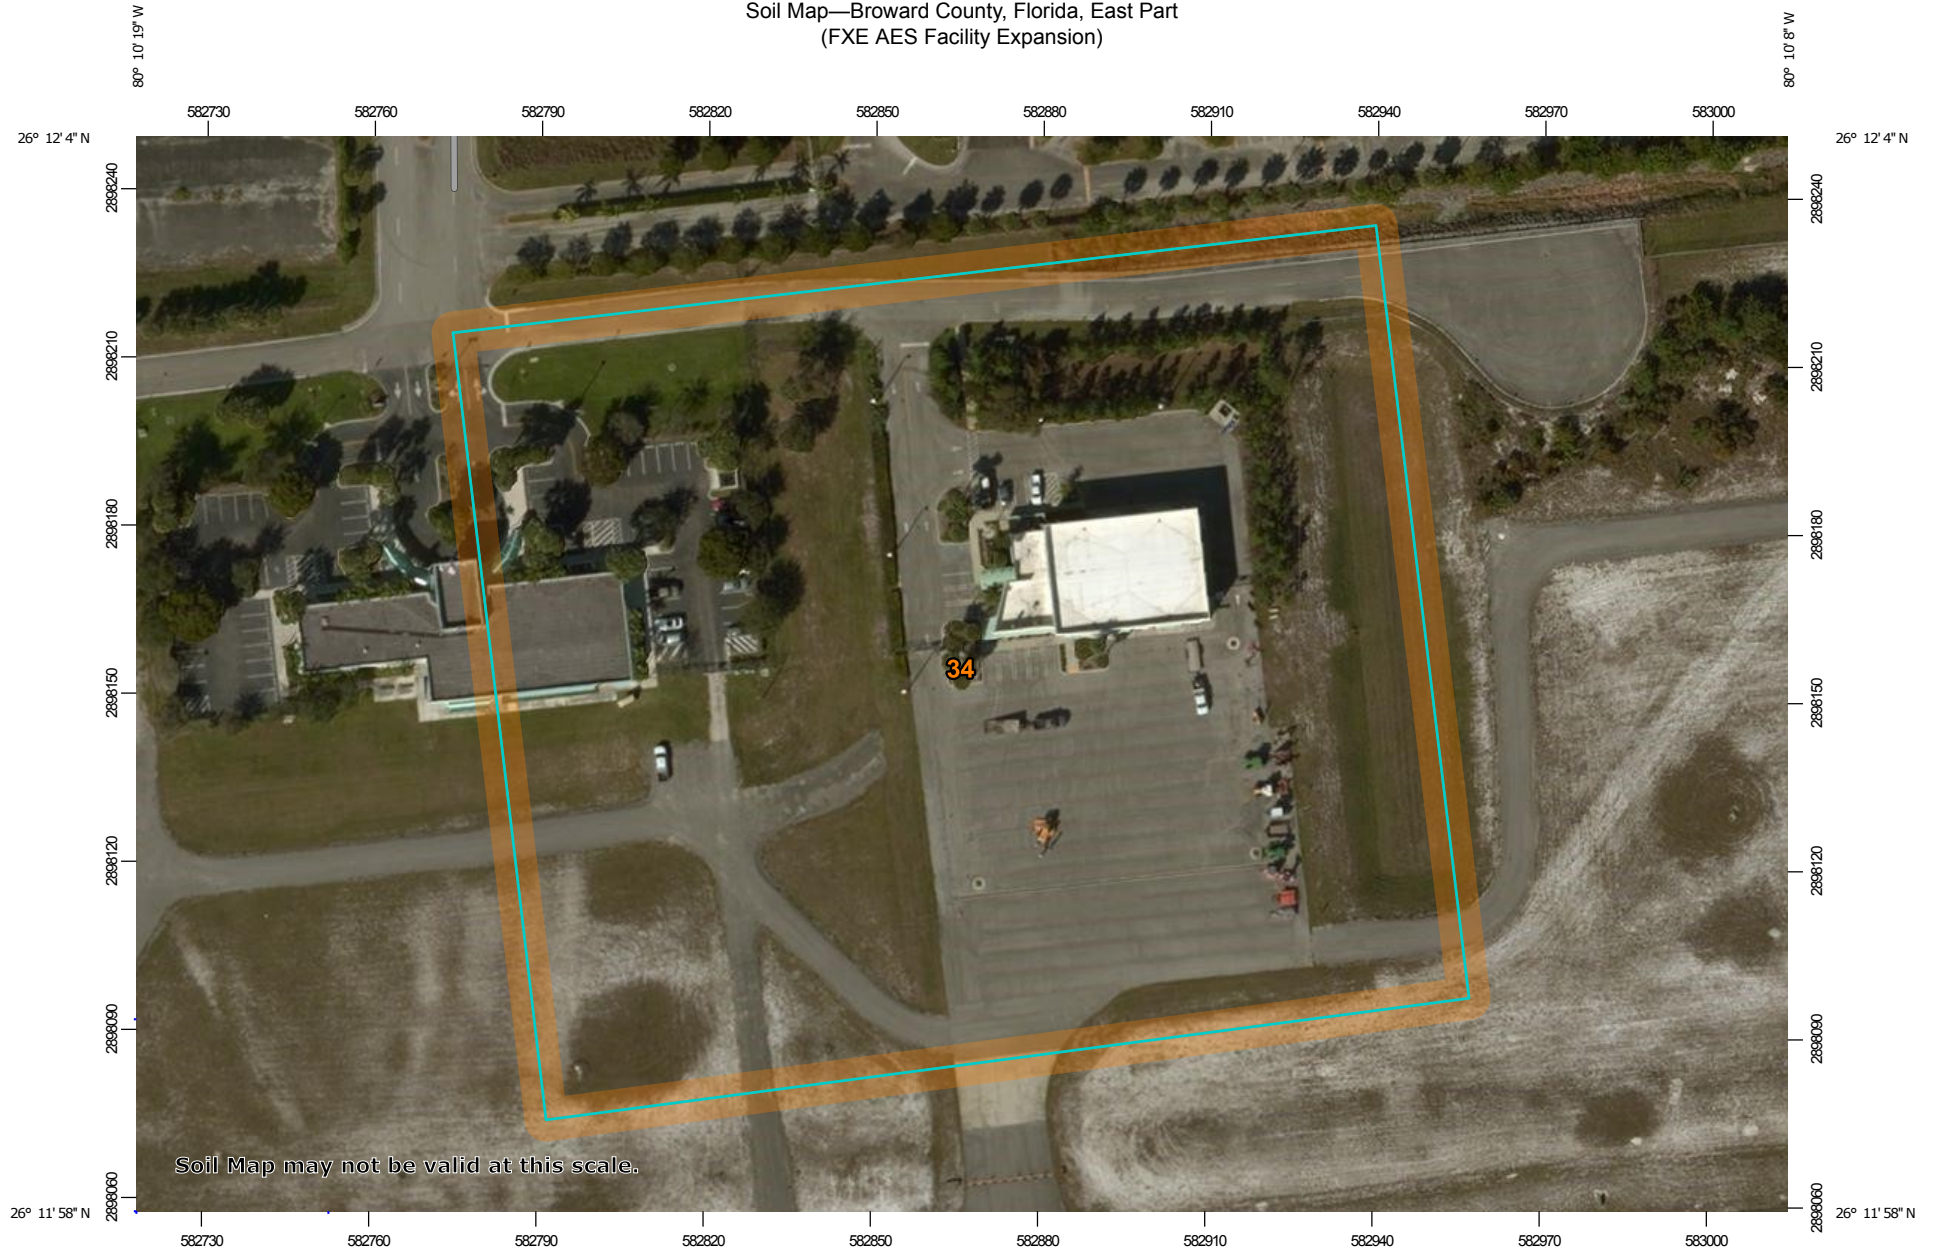 Soil Map—Broward County, Florida, East Part
(FXE AES Facility Expansion)
80° 10' 19'' W
80° 10' 8'' W
582730 582760 582790 582820 582850 582880 582910 582940 582970 583000
26° 12' 4'' N
26° 12' 4'' N
2898240
2898210
2898180
2898150
2898120
2898090
2898060
2898240
2898210
2898180
2898150
2898120
2898090
2898060
34
Soil Map may not be valid at this scale.
26° 11' 58'' N
26° 11' 58'' N
582730 582760 582790 582820 582850 582880 582910 582940 582970 583000